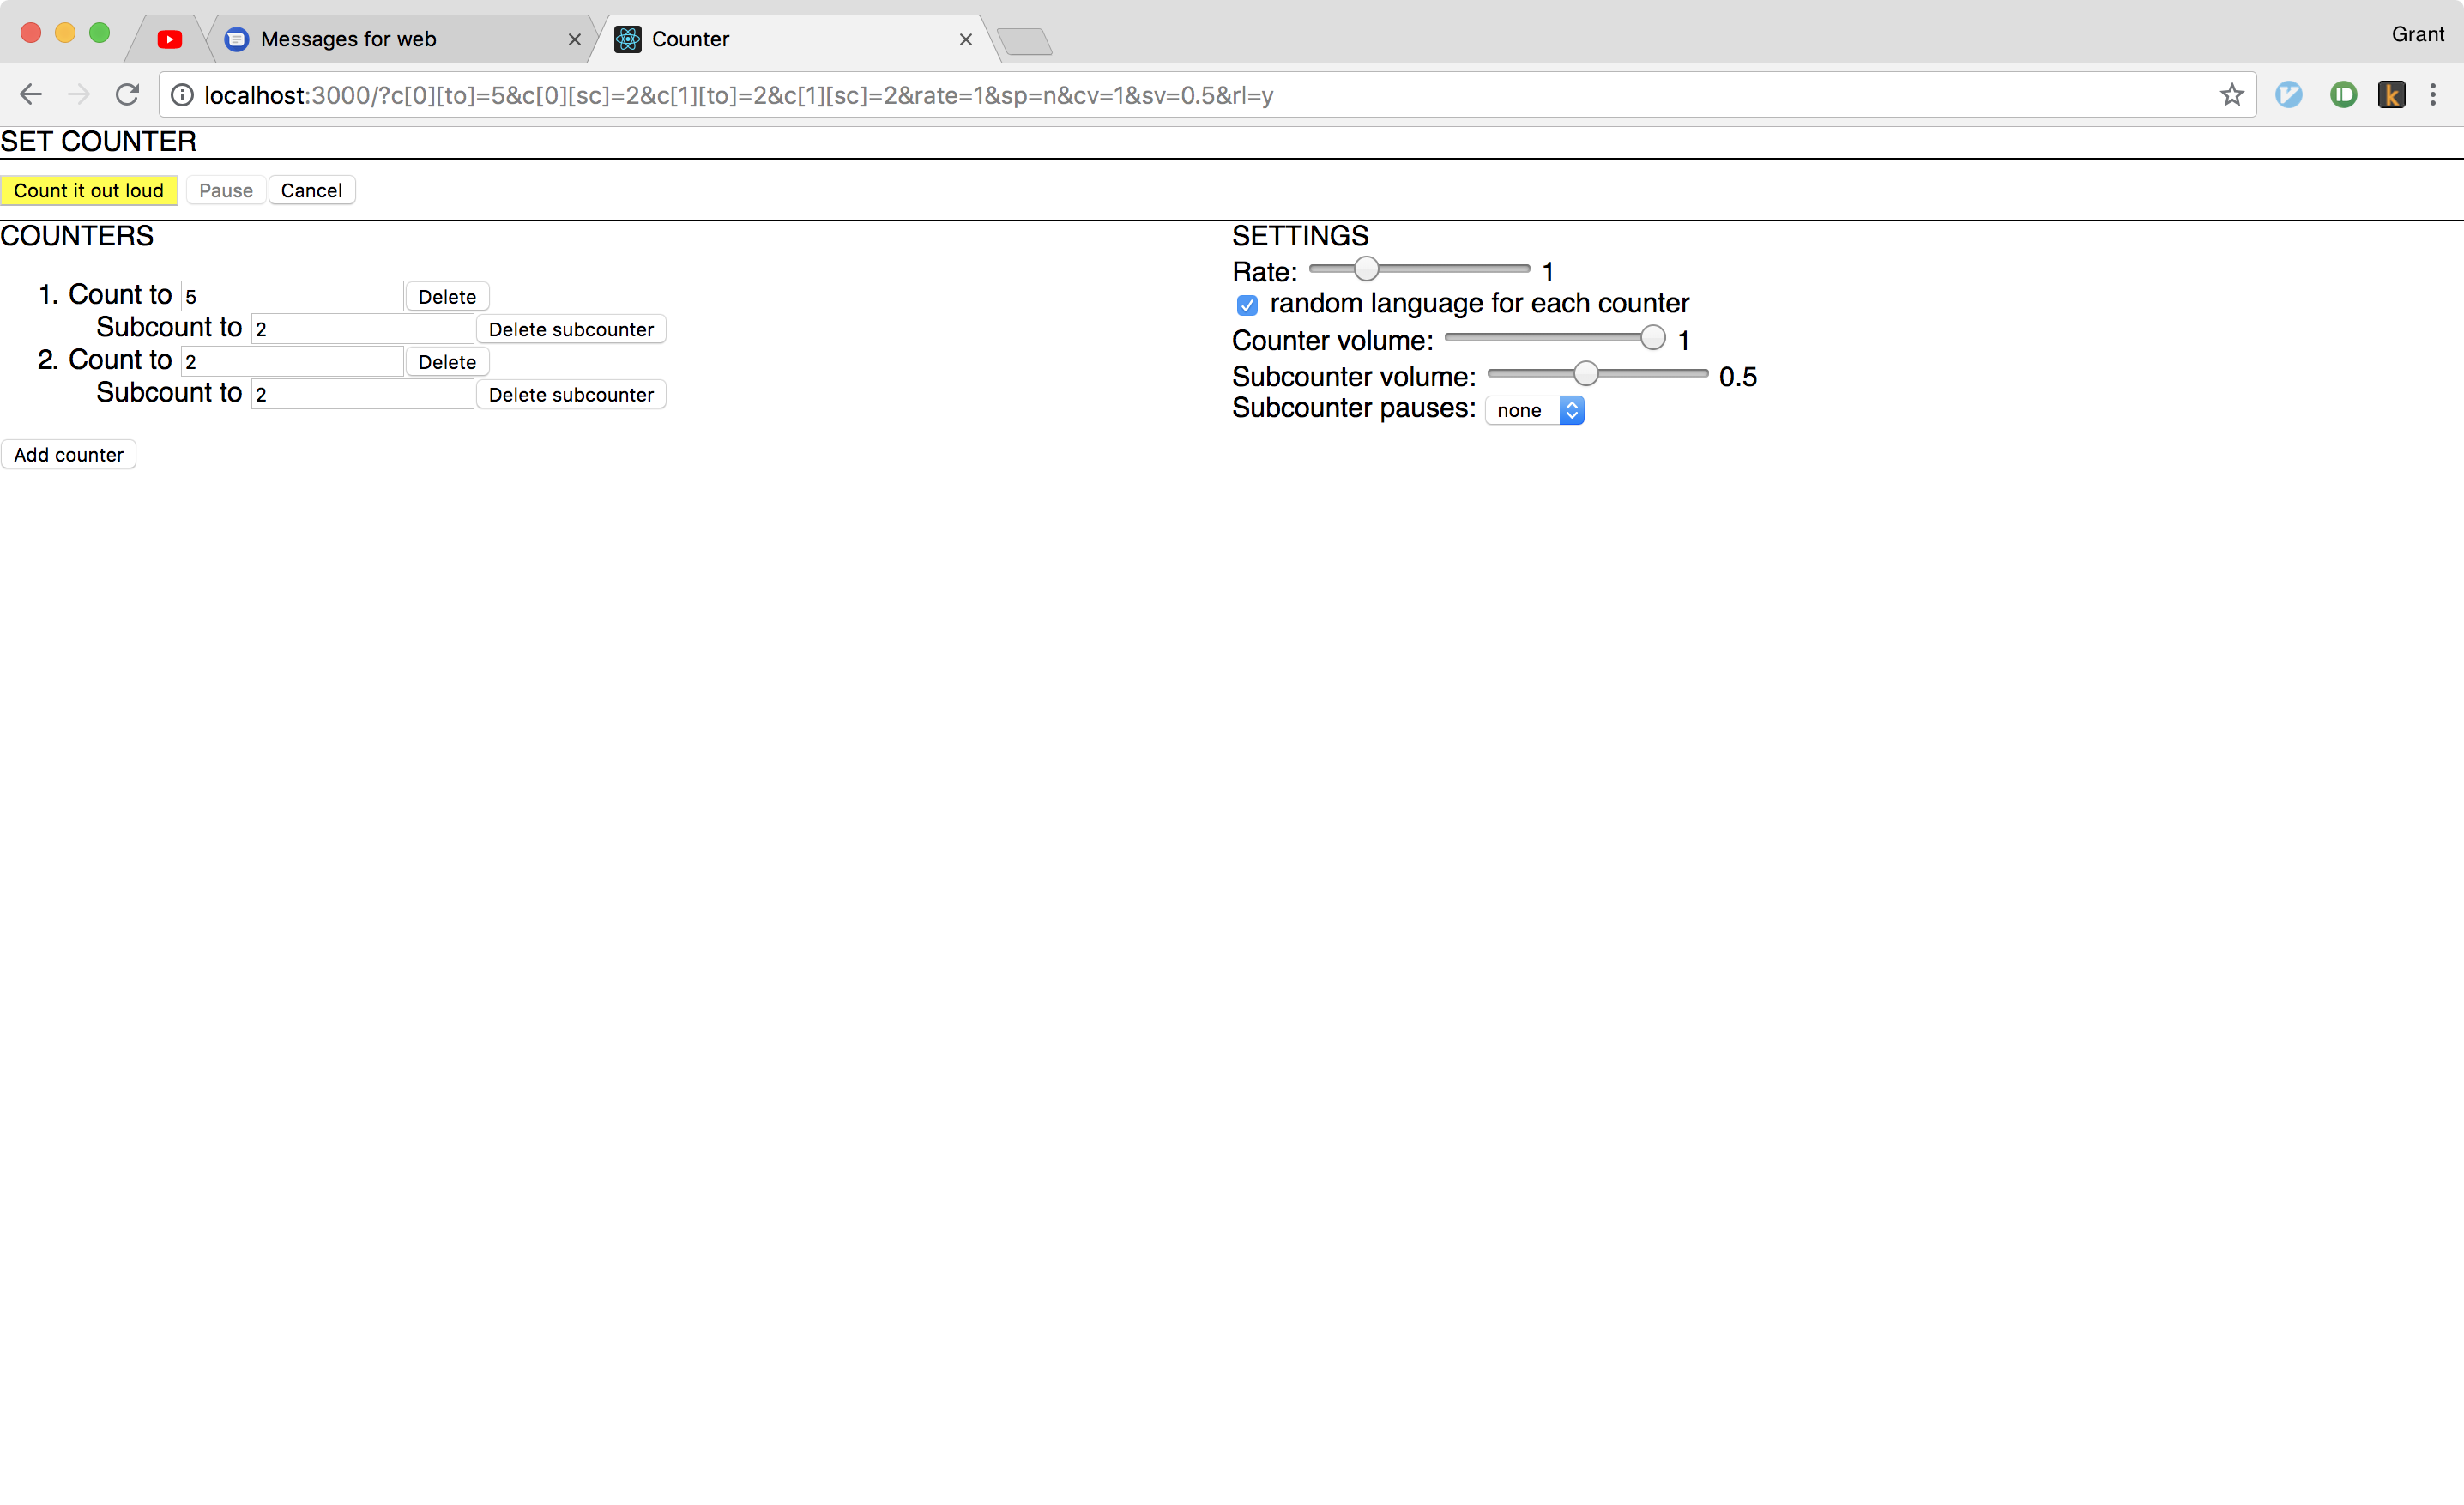 Messages for web
Counter
Grant
localhost:3000/?c[0][to]=5&c[0][sc]=2&c[1][to]=2&c[1][sc]=2&rate=1&sp=n&cv=1&sv=0.5&rl=y
SET COUNTER
Count it out loud Pause Cancel
COUNTERS
1. Count to 5 Delete
Subcount to 2 Delete subcounter
2. Count to 2 Delete
Subcount to 2 Delete subcounter
Add counter
SETTINGS
Rate: 1
random language for each counter
Counter volume: 1
Subcounter volume: 0.5
Subcounter pauses: none